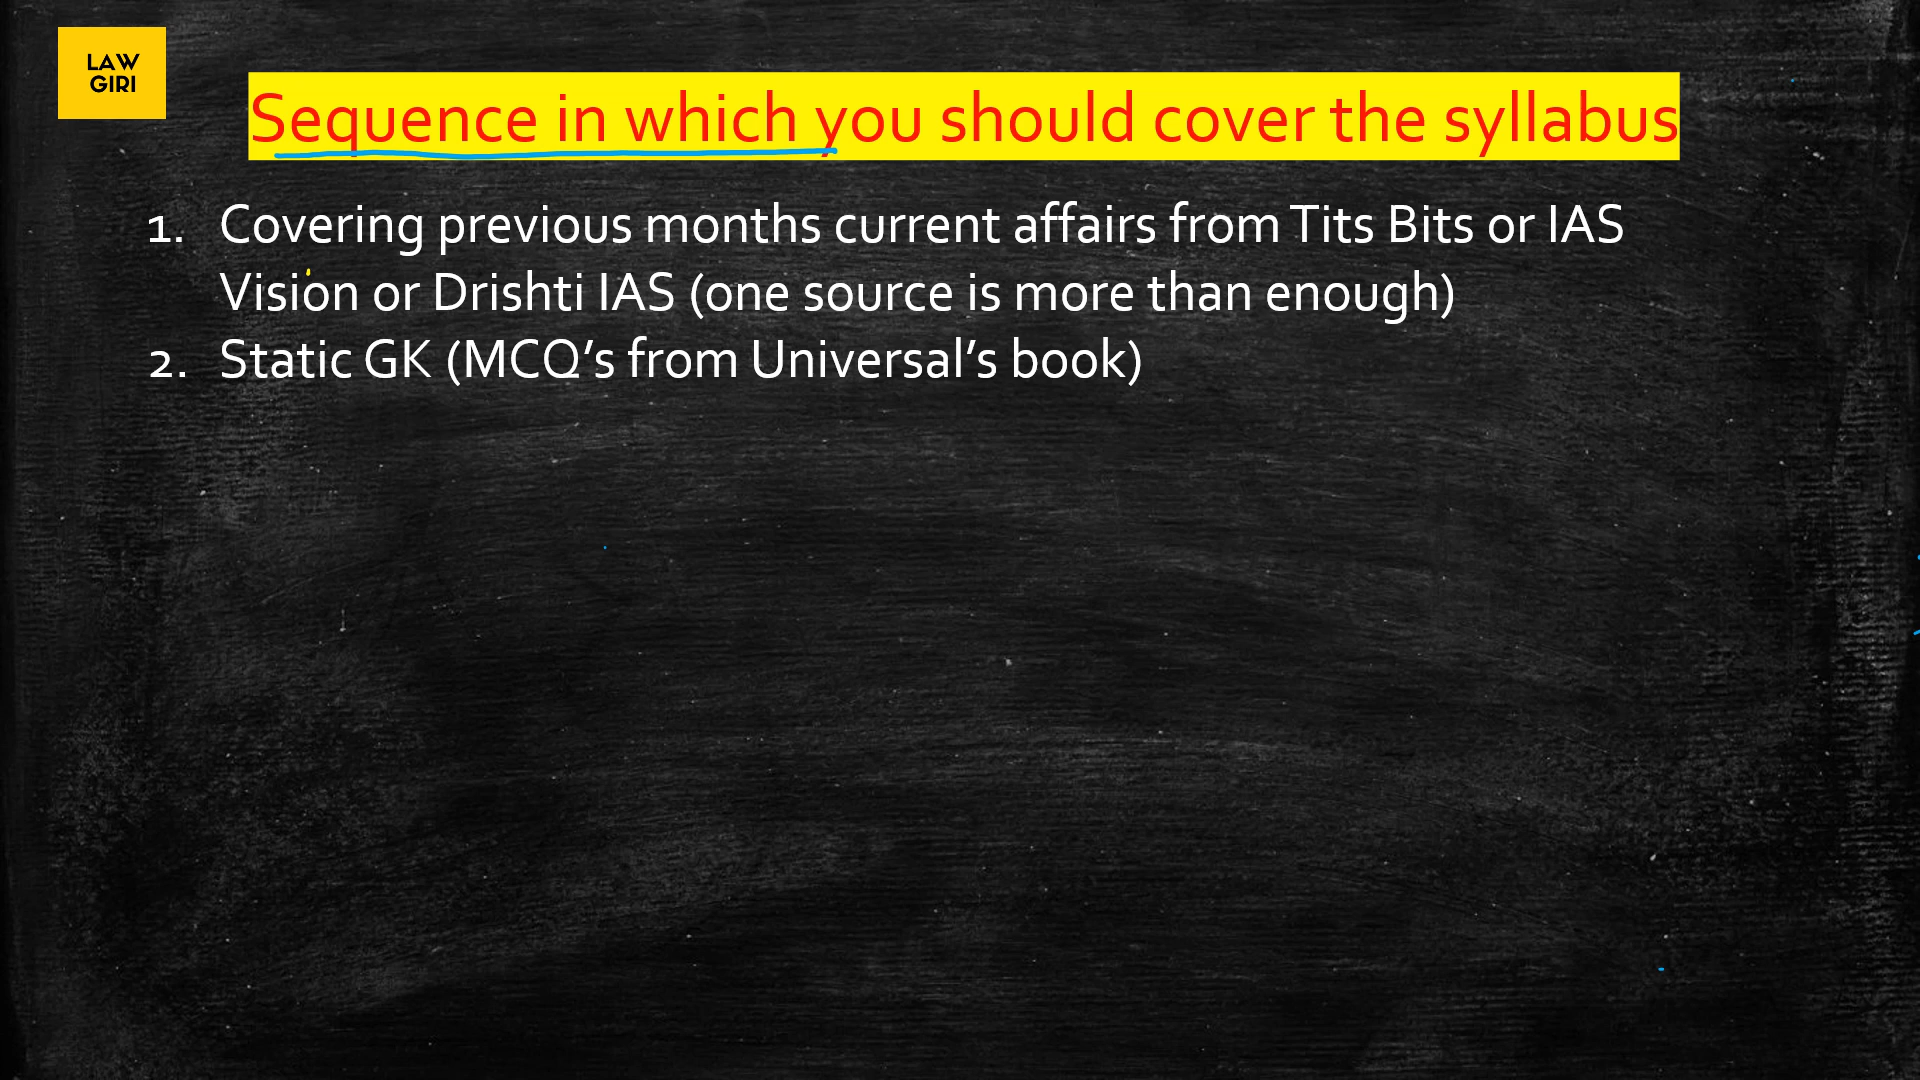 LAW
GIRI
Sequence in which you should cover the syllabus
1. Covering previous months current affairs from Tits Bits or IAS
Vision or Drishti IAS (one source is more than enough)
2. Static GK (MCQ’s from Universal’s book)